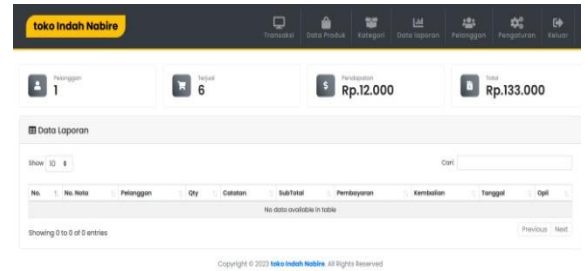 toko Indah Nabire
Transaksi Data Produk Kategori Data laporan Pelanggan Pengaturan Keluar
Pelanggan
1
Terjual
6
Pendapatan
Rp.12.000
Total
Rp.133.000
Data Laporan
Show 10
Cari
No. No. Nota Pelanggan Qty Catatan SubTotal Pembayaran Kembalian Tanggal Opsi
No data available in table
Showing 0 to 0 of 0 entries
Previous Next
Copyright © 2023 toko Indah Nabire. All Rights Reserved